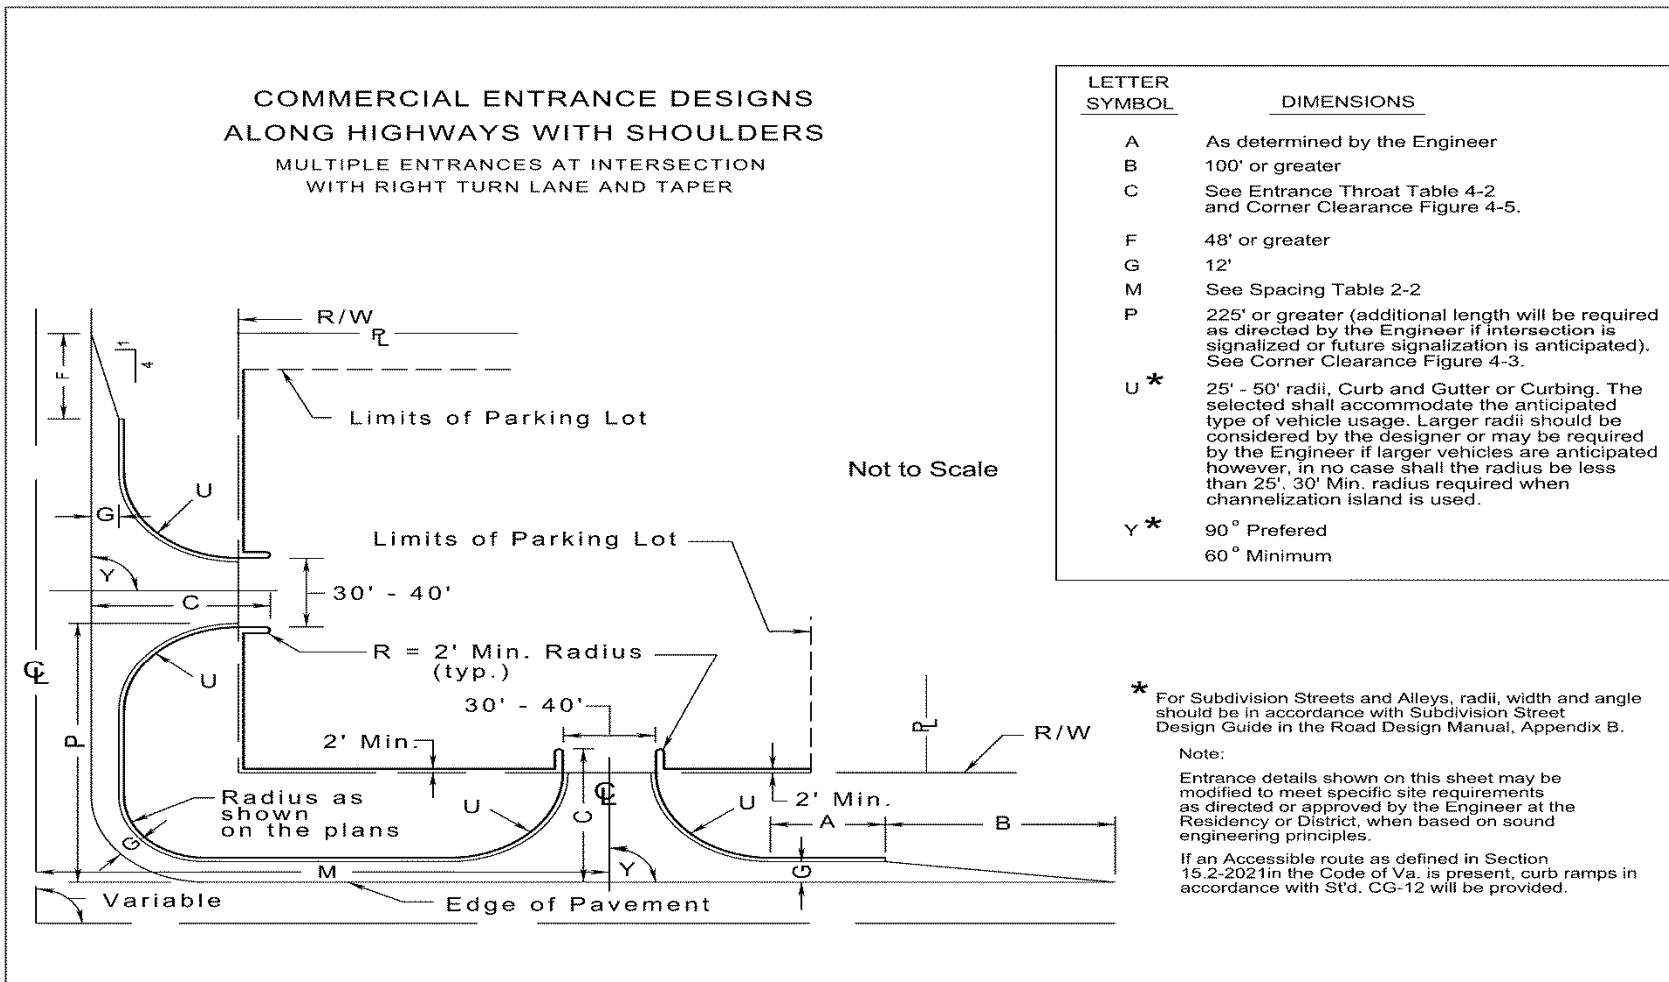 COMMERCIAL ENTRANCE DESIGNS
ALONG HIGHWAYS WITH SHOULDERS
MULTIPLE ENTRANCES AT INTERSECTION
WITH RIGHT TURN LANE AND TAPER
LETTER
SYMBOL DIMENSIONS
A As determined by the Engineer
B 100' or greater
C See Entrance Throat Table 4-2
and Corner Clearance Figure 4-5.
F 48' or greater
G 12'
M See Spacing Table 2-2
P 225' or greater (additional length will be required
as directed by the Engineer if intersection is
signalized or future signalization is anticipated).
See Corner Clearance Figure 4-3.
U * 25' - 50' radii, Curb and Gutter or Curbing. The
selected shall accommodate the anticipated
type of vehicle usage. Larger radii should be
considered by the designer or may be required
by the Engineer if larger vehicles are anticipated
however, in no case shall the radius be less
than 25'. 30' Min. radius required when
channelization island is used.
Y * 90° Prefered
60° Minimum
R/W
PL
F
1
4
Limits of Parking Lot
Not to Scale
U
G
Limits of Parking Lot
Y
30' - 40'
C
R = 2' Min. Radius
(typ.)
CL
U
30' - 40'
P
2' Min.
PL
R/W
Radius as
shown
on the plans
U
C
CL
U
2' Min.
A
B
G
M
Y
G
Variable
Edge of Pavement
* For Subdivision Streets and Alleys, radii, width and angle
should be in accordance with Subdivision Street
Design Guide in the Road Design Manual, Appendix B.
Note:
Entrance details shown on this sheet may be
modified to meet specific site requirements
as directed or approved by the Engineer at the
Residency or District, when based on sound
engineering principles.
If an Accessible route as defined in Section
15.2-2021in the Code of Va. is present, curb ramps in
accordance with St'd. CG-12 will be provided.